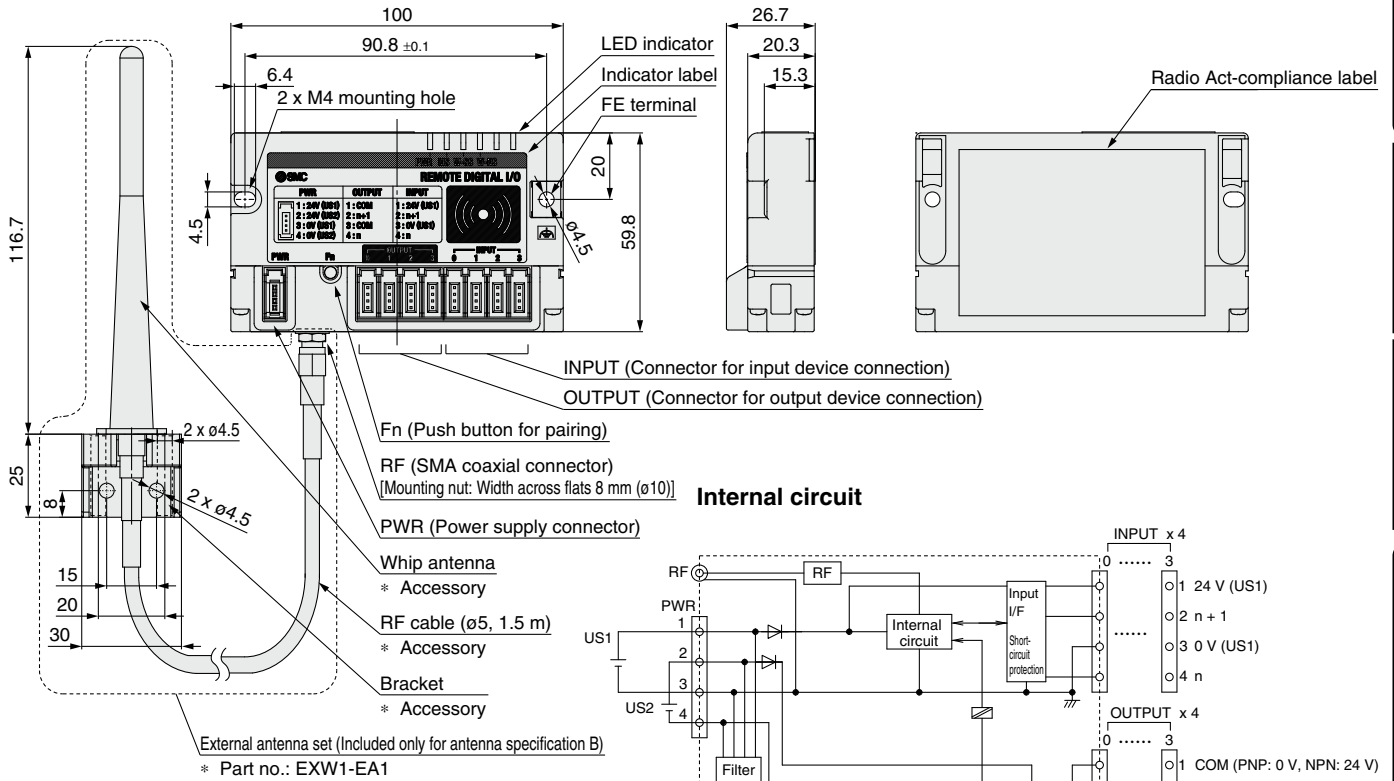 100
90.8 ±0.1
6.4
2 x M4 mounting hole
LED indicator
Indicator label
FE terminal
26.7
20.3
15.3
Radio Act-compliance label
116.7
4.5
20
ø4.5
59.8
SMC
REMOTE DIGITAL I/O
PWR OUTPUT INPUT
1 : 24V (US1) 1 : COM 1 : 24V (US1)
2 : 24V (US2) 2 : n+1 2 : n+1
3 : 0V (US1) 3 : COM 3 : 0V (US1)
4 : 0V (US2) 4 : n 4 : n
PWR Fn OUTPUT INPUT
0 1 2 3
INPUT (Connector for input device connection)
OUTPUT (Connector for output device connection)
Fn (Push button for pairing)
RF (SMA coaxial connector)
[Mounting nut: Width across flats 8 mm (ø10)]
PWR (Power supply connector)
Whip antenna
* Accessory
RF cable (ø5, 1.5 m)
* Accessory
Bracket
* Accessory
External antenna set (Included only for antenna specification B)
* Part no.: EXW1-EA1
25
8
2 x ø4.5
2 x ø4.5
15
20
30
Internal circuit
INPUT x 4
0 ...... 3
RF
RF
PWR
1
2
3
4
US1
US2
Filter
Internal circuit
Input I/F
Short-circuit protection
......
1 24 V (US1)
2 n + 1
3 0 V (US1)
4 n
OUTPUT x 4
0 ...... 3
1 COM (PNP: 0 V, NPN: 24 V)